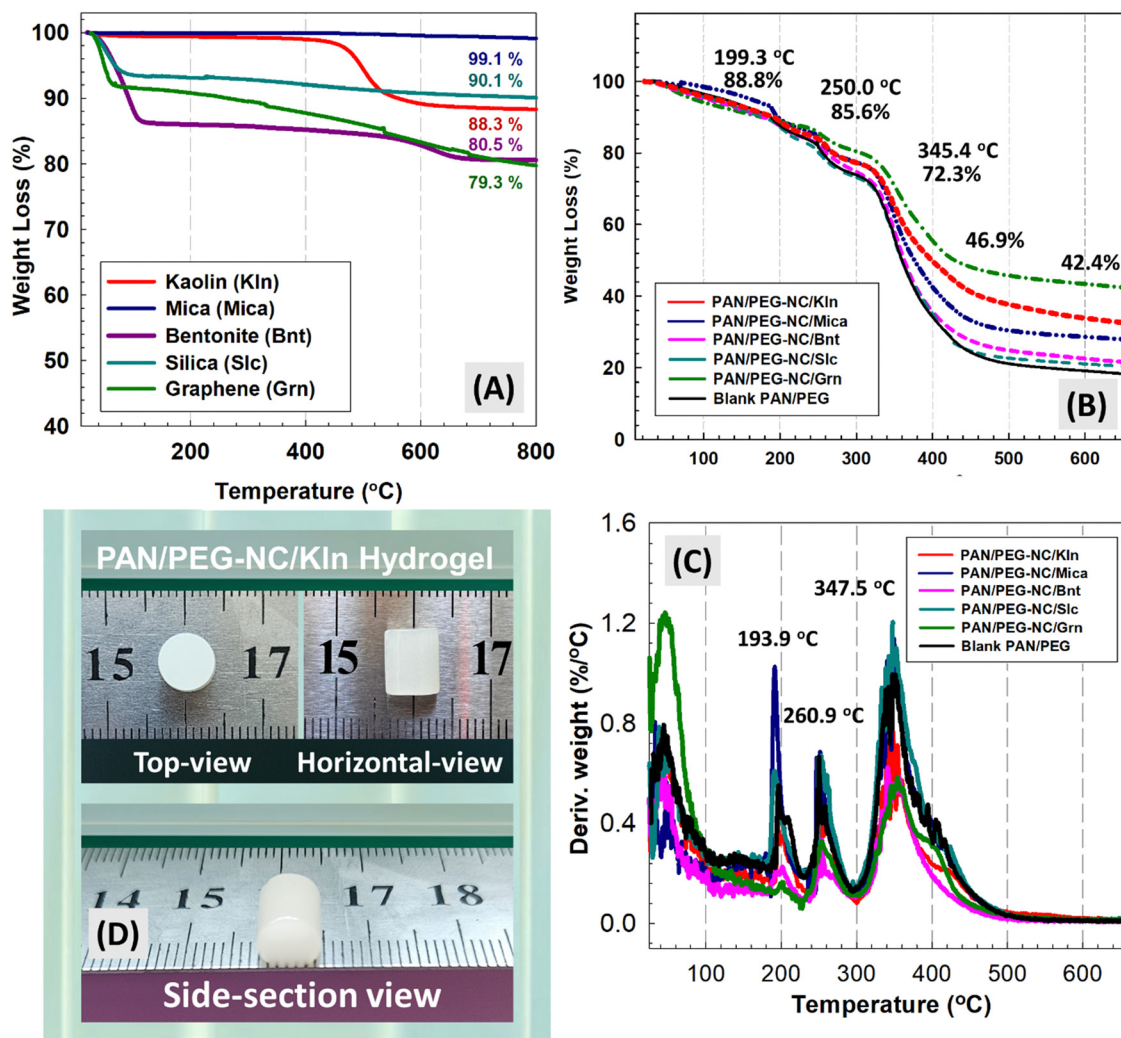 100
90
80
70
60
50
40
Weight Loss (%)
99.1 %
90.1 %
88.3 %
80.5 %
79.3 %
Kaolin (Kln)
Mica (Mica)
Bentonite (Bnt)
Silica (Slc)
Graphene (Grn)
(A)
200
400
600
800
Temperature (°C)
100
80
60
40
20
0
Weight Loss (%)
199.3 °C
88.8%
250.0 °C
85.6%
345.4 °C
72.3%
46.9%
42.4%
PAN/PEG-NC/Kln
PAN/PEG-NC/Mica
PAN/PEG-NC/Bnt
PAN/PEG-NC/Slc
PAN/PEG-NC/Grn
Blank PAN/PEG
(B)
0
100
200
300
400
500
600
PAN/PEG-NC/Kln Hydrogel
15
17
15
17
Top-view
Horizontal-view
14
15
17
18
(D)
Side-section view
1.6
1.2
0.8
0.4
0.0
Deriv. weight (%/°C)
(C)
347.5 °C
193.9 °C
260.9 °C
PAN/PEG-NC/Kln
PAN/PEG-NC/Mica
PAN/PEG-NC/Bnt
PAN/PEG-NC/Slc
PAN/PEG-NC/Grn
Blank PAN/PEG
100
200
300
400
500
600
Temperature (°C)